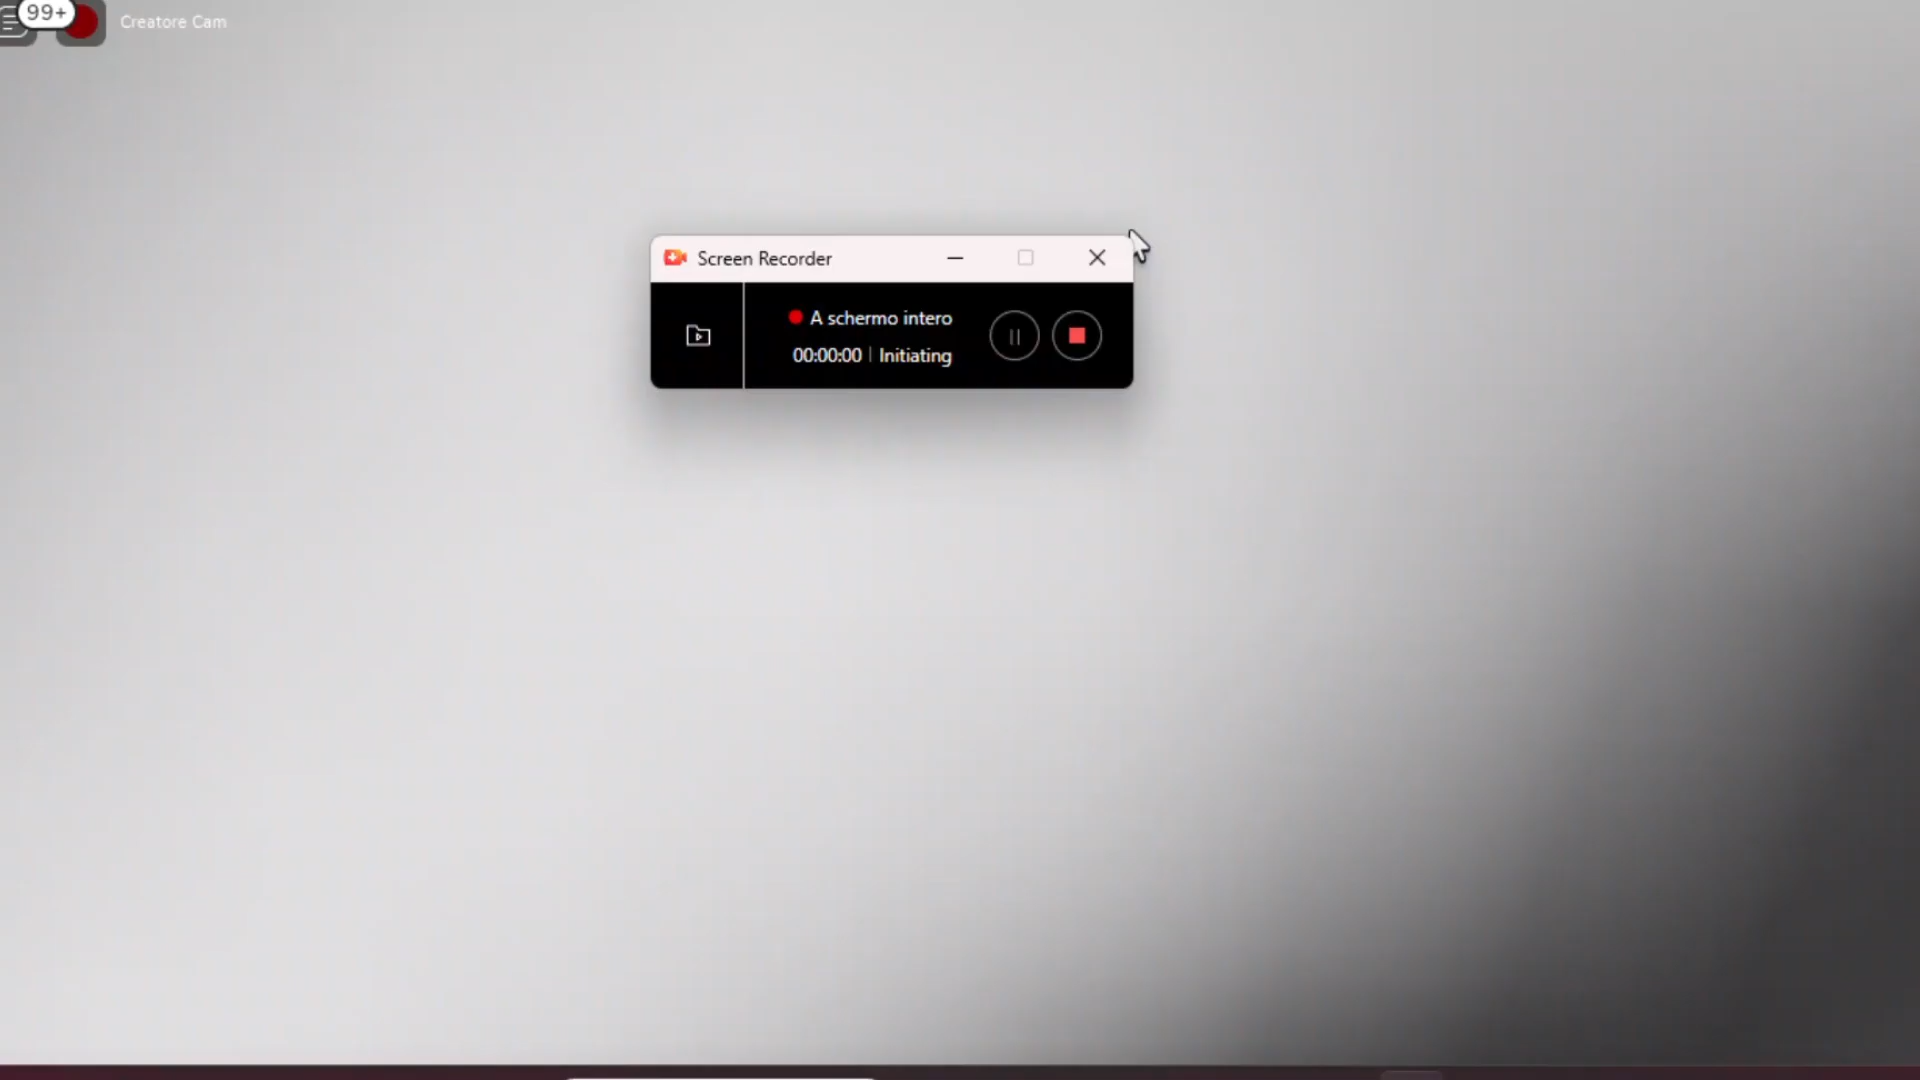 99+
Creatore Cam
Screen Recorder
A schermo intero
00:00:00 | Initiating